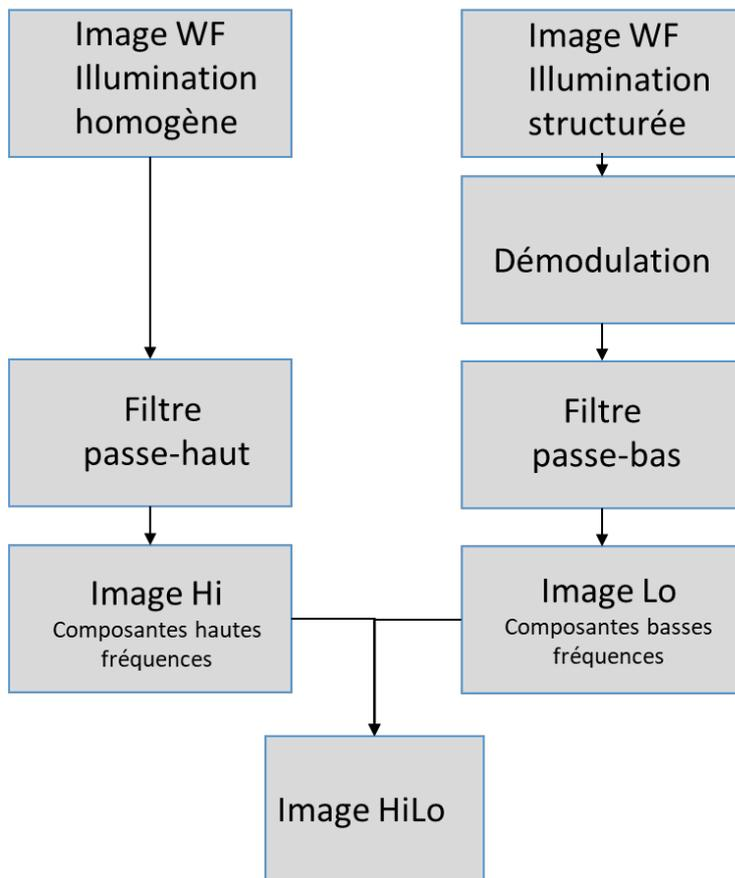 Image WF
Illumination
homogène
Image WF
Illumination
structurée
Démodulation
Filtre
passe-haut
Filtre
passe-bas
Image Hi
Composantes hautes
fréquences
Image Lo
Composantes basses
fréquences
Image HiLo